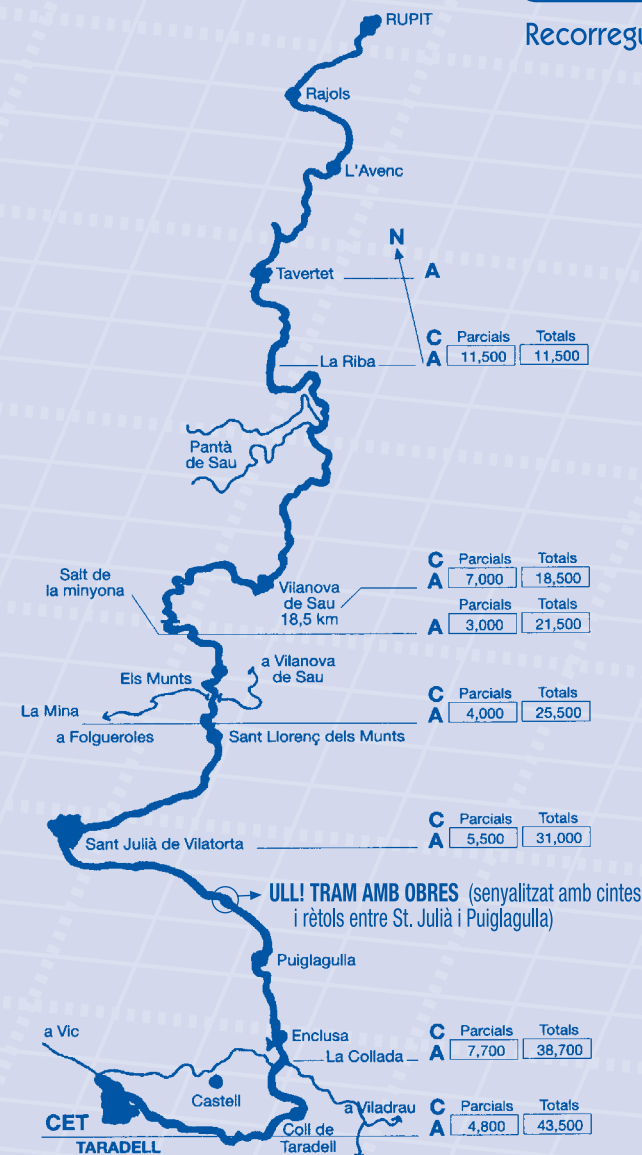 RUPIT
Recorregu
Rajols
L'Avenc
N
Tavertet A
C Parcials Totals
La Riba A 11,500 11,500
Pantà
de Sau
Salt de
la minyona
C Parcials Totals
A 7,000 18,500
Vilanova
de Sau
18,5 km
Parcials Totals
A 3,000 21,500
Els Munts
a Vilanova
de Sau
La Mina
a Folgueroles
Sant Llorenç dels Munts
C Parcials Totals
A 4,000 25,500
Sant Julià de Vilatorta
C Parcials Totals
A 5,500 31,000
ULL! TRAM AMB OBRES (senyalitzat amb cintes
i rètols entre St. Julià i Puiglagulla)
Puiglagulla
a Vic
Enclusa
La Collada
C Parcials Totals
A 7,700 38,700
Castell
a Viladrau
CET
TARADELL
Coll de
Taradell
C Parcials Totals
A 4,800 43,500